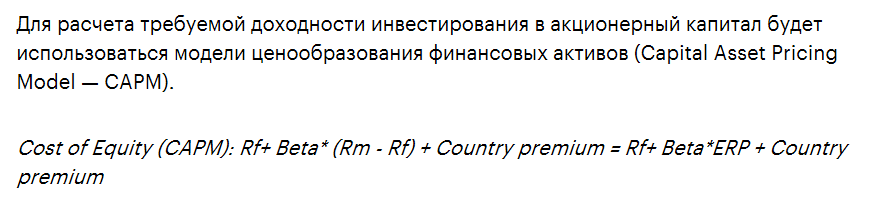 Для расчета требуемой доходности инвестирования в акционерный капитал будет
использоваться модели ценообразования финансовых активов (Capital Asset Pricing
Model — CAPM).
Cost of Equity (CAPM): Rf+ Beta* (Rm - Rf) + Country premium = Rf+ Beta*ERP + Country
premium